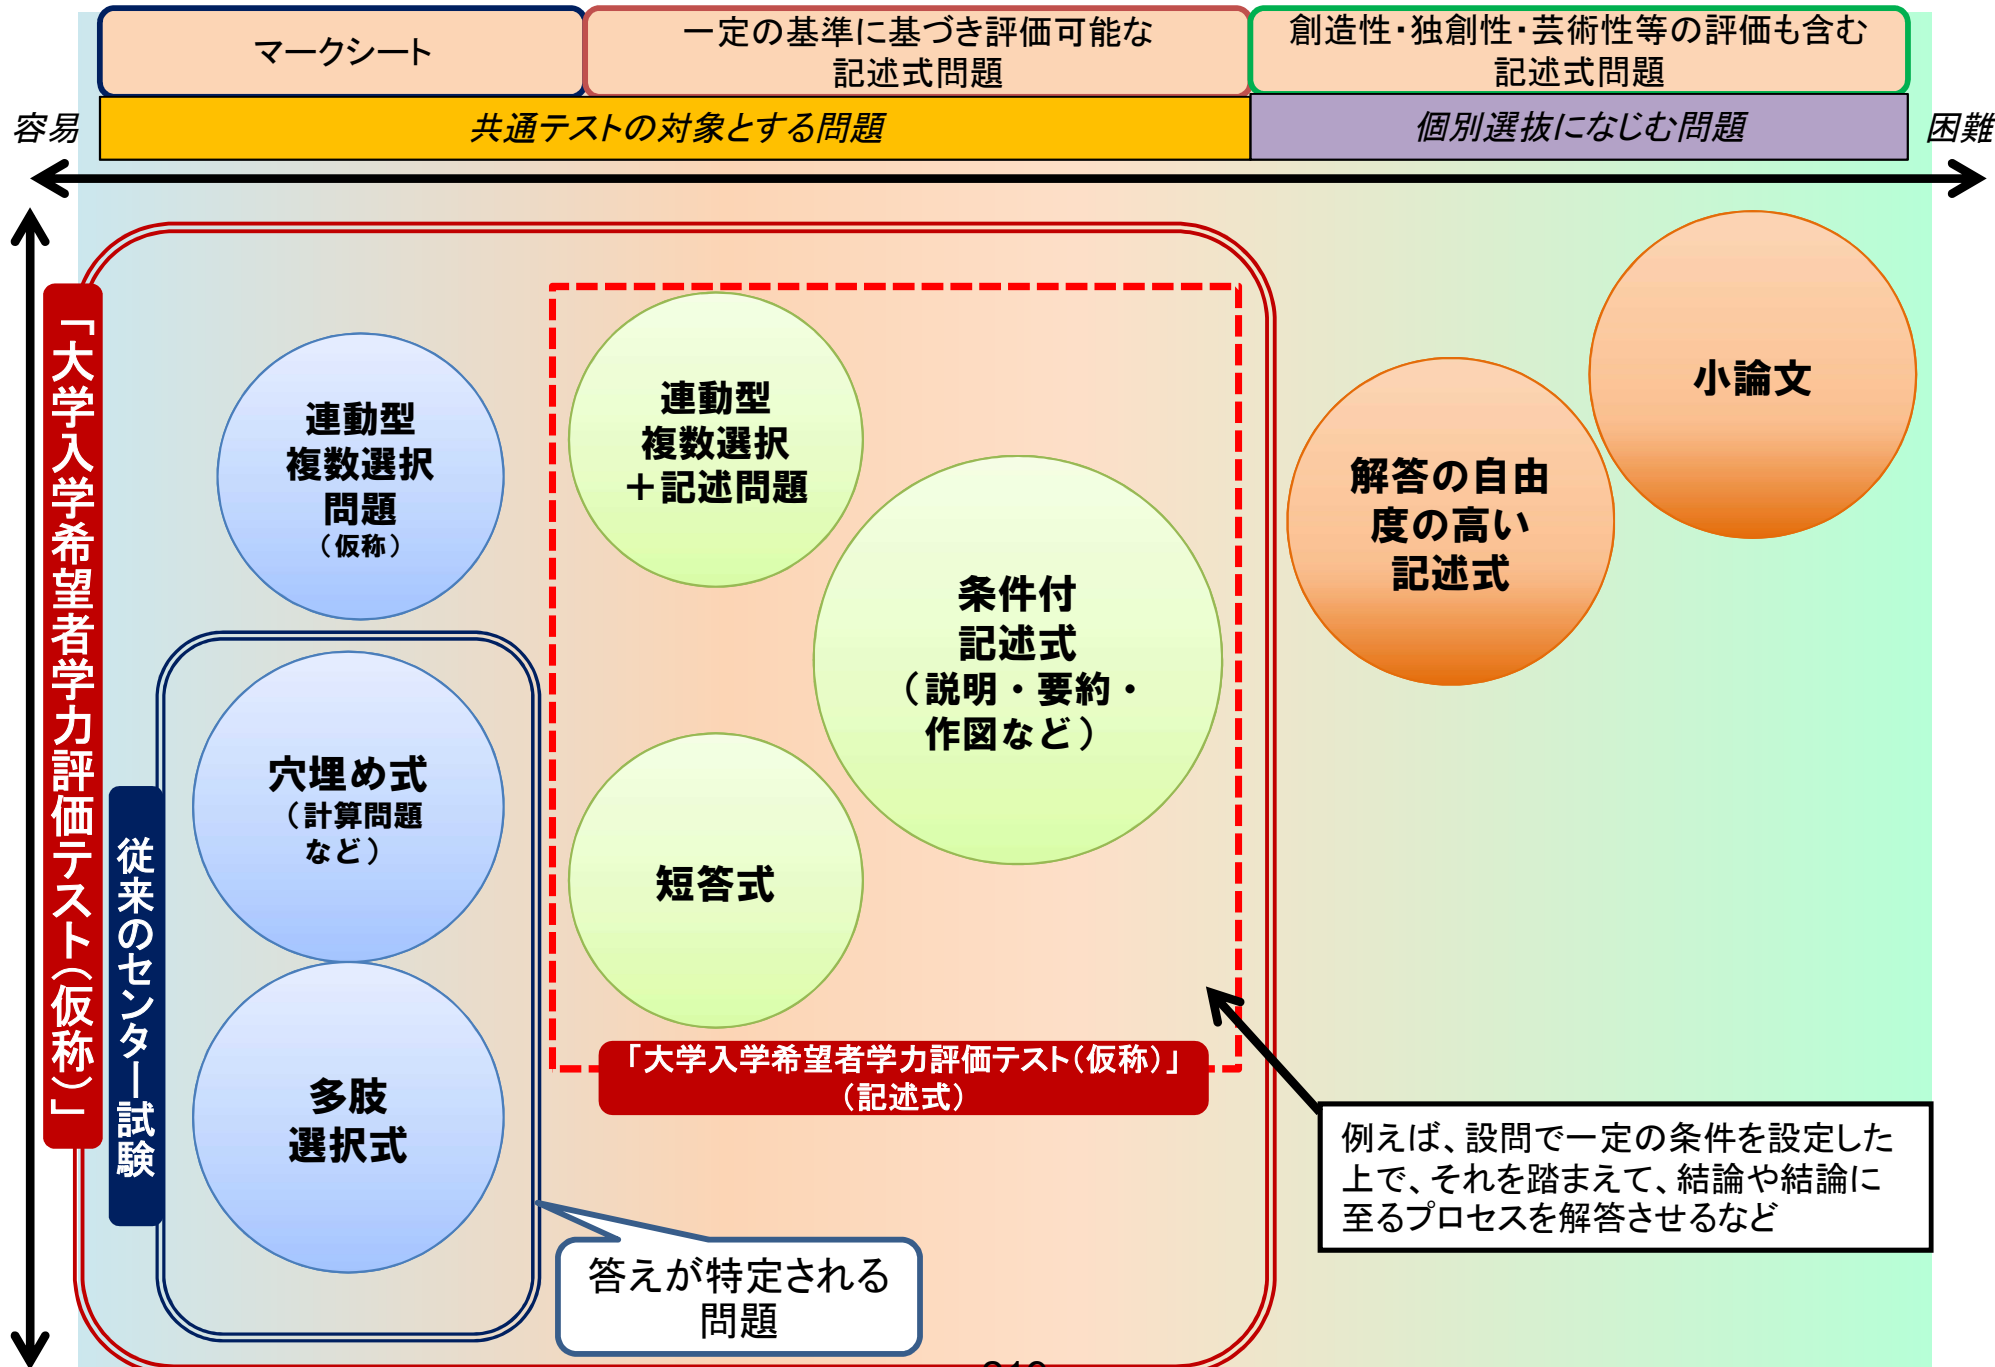 マークシート
一定の基準に基づき評価可能な
記述式問題
創造性・独創性・芸術性等の評価も含む
記述式問題
容易
共通テストの対象とする問題
個別選抜になじむ問題
困難
「大学入学希望者学力評価テスト（仮称）」
連動型
複数選択
問題
（仮称）
連動型
複数選択
＋記述問題
条件付
記述式
（説明・要約・
作図など）
解答の自由
度の高い
記述式
小論文
従来のセンター試験
穴埋め式
（計算問題
など）
短答式
多肢
選択式
「大学入学希望者学力評価テスト（仮称）」
（記述式）
例えば、設問で一定の条件を設定した
上で、それを踏まえて、結論や結論に
至るプロセスを解答させるなど
答えが特定される
問題